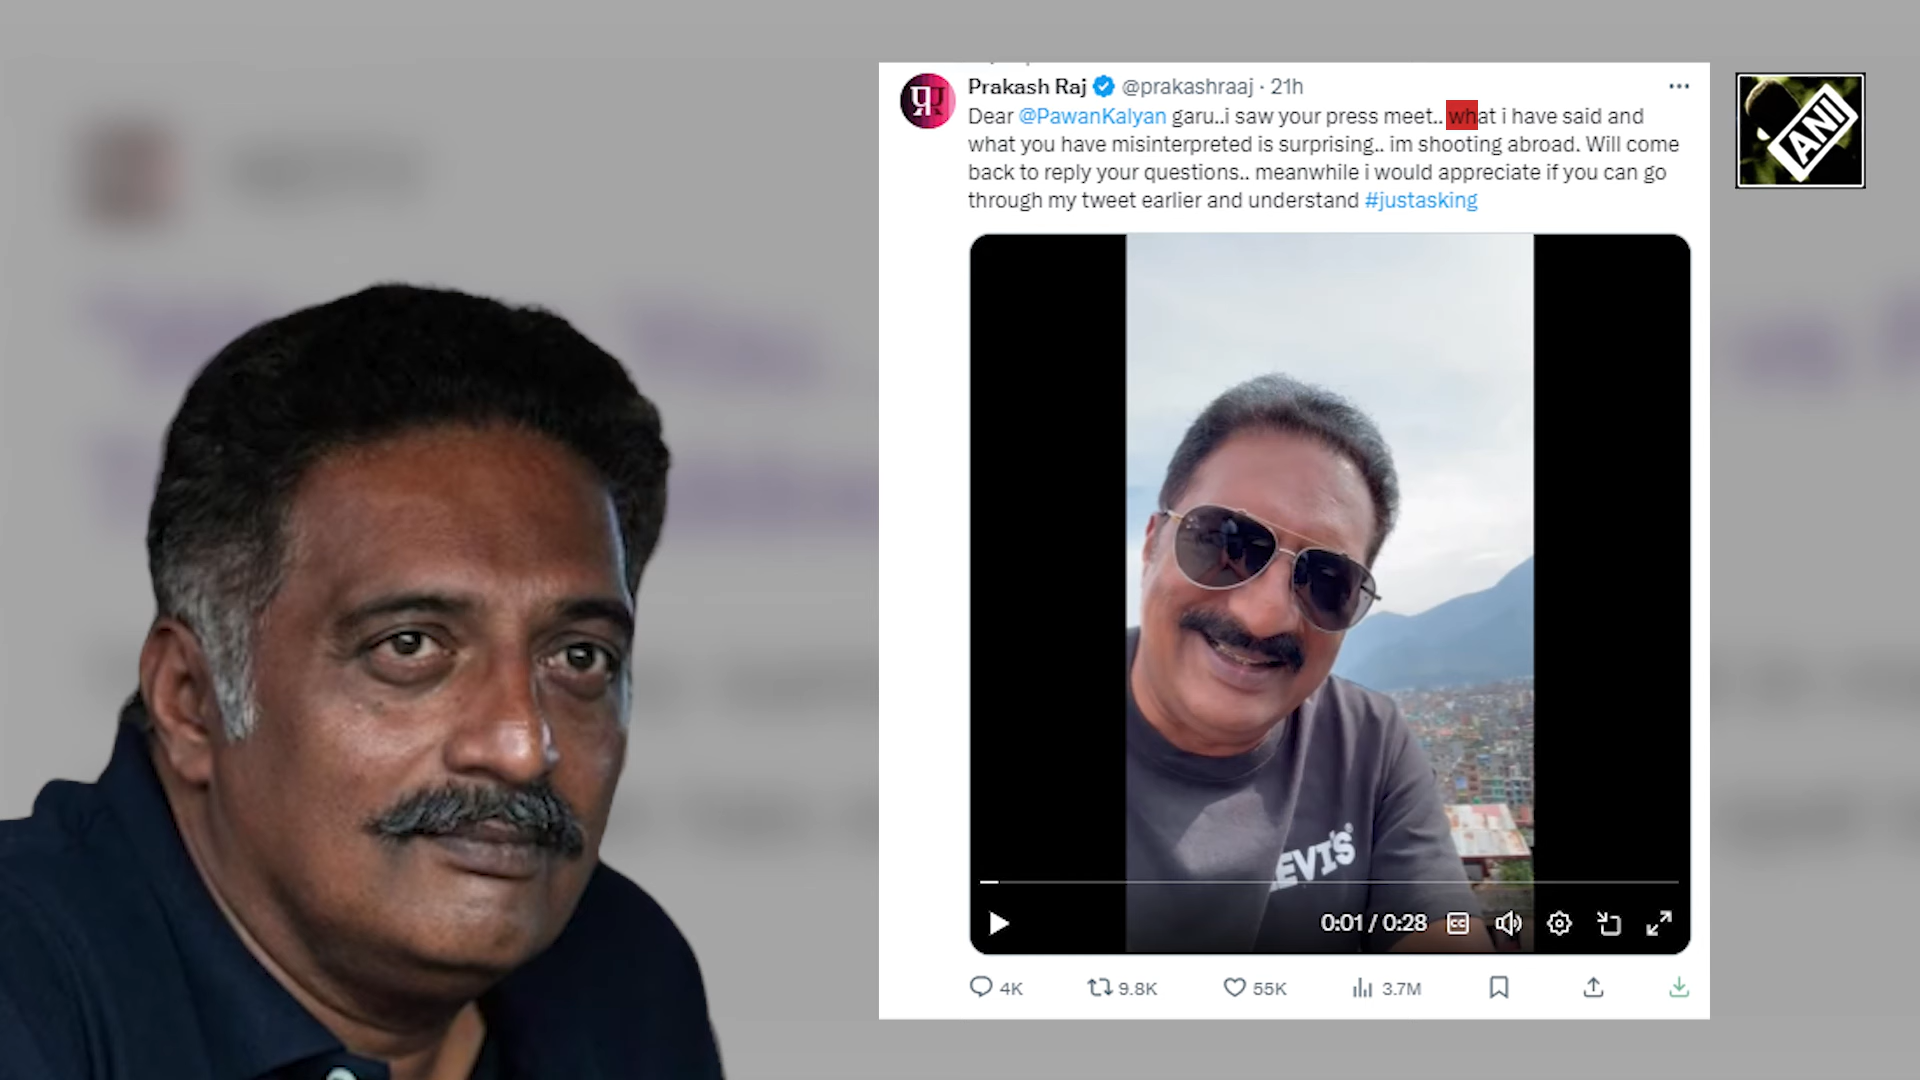 Prakash Raj @prakashraaj · 21h
Dear @PawanKalyan garu..i saw your press meet.. what i have said and
what you have misinterpreted is surprising.. im shooting abroad. Will come
back to reply your questions.. meanwhile i would appreciate if you can go
through my tweet earlier and understand #justasking
ANI
EVI'S
0:01 / 0:28 CC
4K 9.8K 55K 3.7M